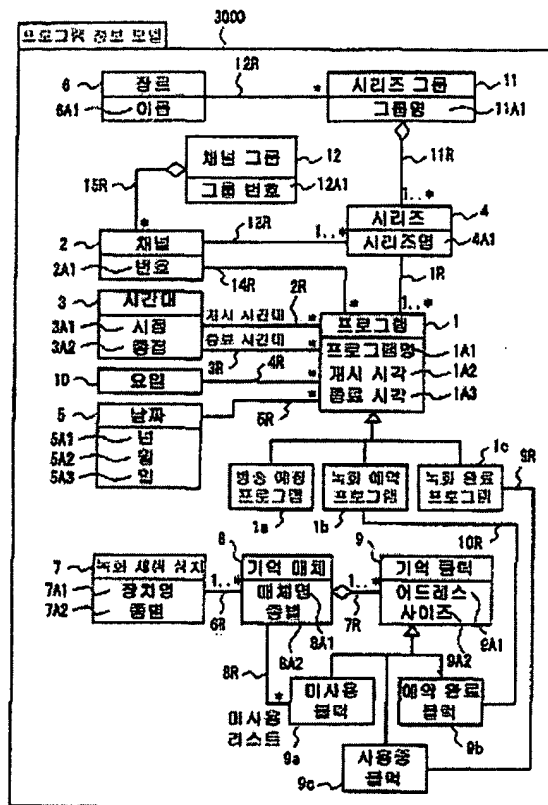 3000
프로그램 정보 모델
6
장르
이름
6A1
12R
*
시리즈 그룹
그룹명
11
11A1
채널 그룹
그룹 번호
12
12A1
15R
11R
*
1..*
2
채널
번호
2A1
13R
1..*
시리즈
시리즈명
4
4A1
14R
1R
*
1..*
3
시간대
시점
종점
3A1
3A2
개시 시간대
2R
*
종료 시간대
3R
*
프로그램
프로그램명
개시 시각
종료 시각
1
1A1
1A2
1A3
10
요일
4R
*
5
날짜
년
월
일
5A1
5A2
5A3
5R
*
방송 예정
프로그램
1a
녹화 예약
프로그램
1b
녹화 완료
프로그램
1c
9R
10R
7
녹화 재생 장치
장치명
종별
7A1
7A2
1..*
6R
8
기억 매체
매체명
종별
8A1
8A2
1..*
7R
9
기억 블럭
어드레스
사이즈
9A1
9A2
8R
*
미사용
리스트
미사용
블럭
9a
예약 완료
블럭
9b
사용중
블럭
9c